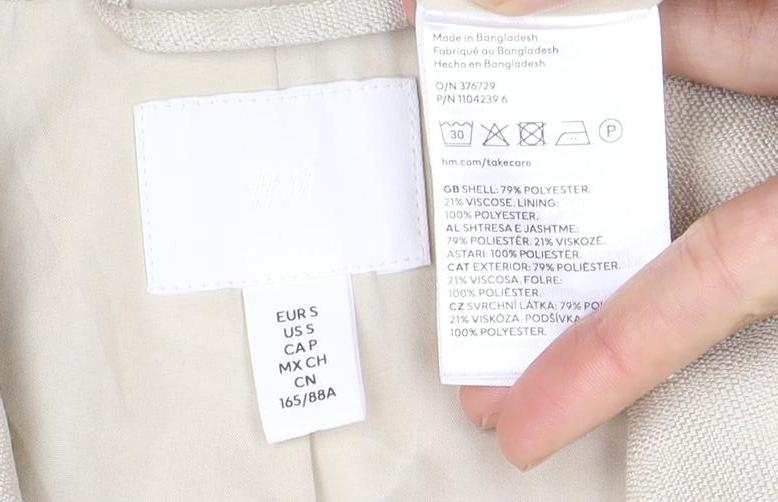 H&M
EUR S
US S
CA P
MX CH
CN
165/88A
Made in Bangladesh
Fabriqué au Bangladesh
Hecho en Bangladesh
O/N 376729
P/N 1104239 6
30
P
hm.com/takecare
GB SHELL: 79% POLYESTER.
21% VISCOSE. LINING:
100% POLYESTER.
AL SHTRESA E JASHTME:
79% POLIESTËR. 21% VISKOZË.
ASTARI: 100% POLIESTËR.
CAT EXTERIOR: 79% POLIÈSTER.
21% VISCOSA. FOLRE:
100% POLIÈSTER.
CZ SVRCHNÍ LÁTKA: 79% PO
21% VISKÓZA. PODŠÍVKA
100% POLYESTER.